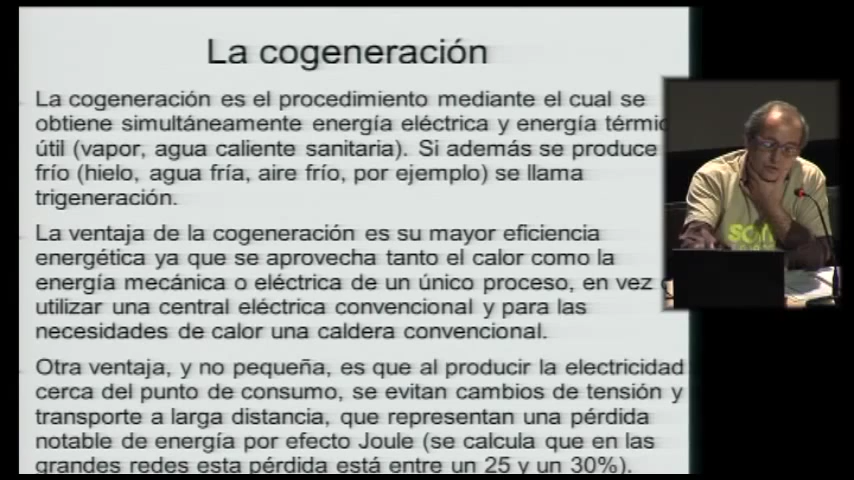 La cogeneración
La cogeneración es el procedimiento mediante el cual se
obtiene simultáneamente energía eléctrica y energía
útil (vapor, agua caliente sanitaria). Si además se produce
frío (hielo, agua fría, aire frío, por ejemplo) se llama
trigeneración.
La ventaja de la cogeneración es su mayor eficiencia
energética ya que se aprovecha tanto el calor como la
energía mecánica o eléctrica de un único proceso, en vez
utilizar una central eléctrica convencional y para las
necesidades de calor una caldera convencional.
Otra ventaja, y no pequeña, es que al producir la electricidad
cerca del punto de consumo, se evitan cambios de tensión y
transporte a larga distancia, que representan una pérdida
notable de energía por efecto Joule (se calcula que en las
grandes redes esta pérdida está entre un 25 y un 30%).